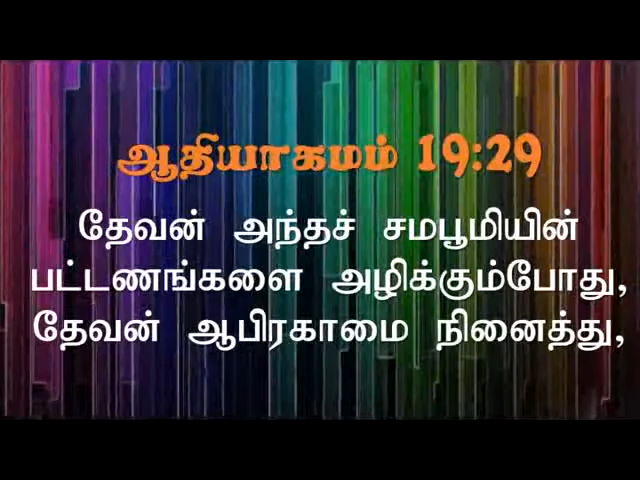 ஆதியாகமம் 19:29
தேவன் அந்தச் சமபூமியின்
பட்டணங்களை அழிக்கும்போது,
தேவன் ஆபிரகாமை நினைத்து,